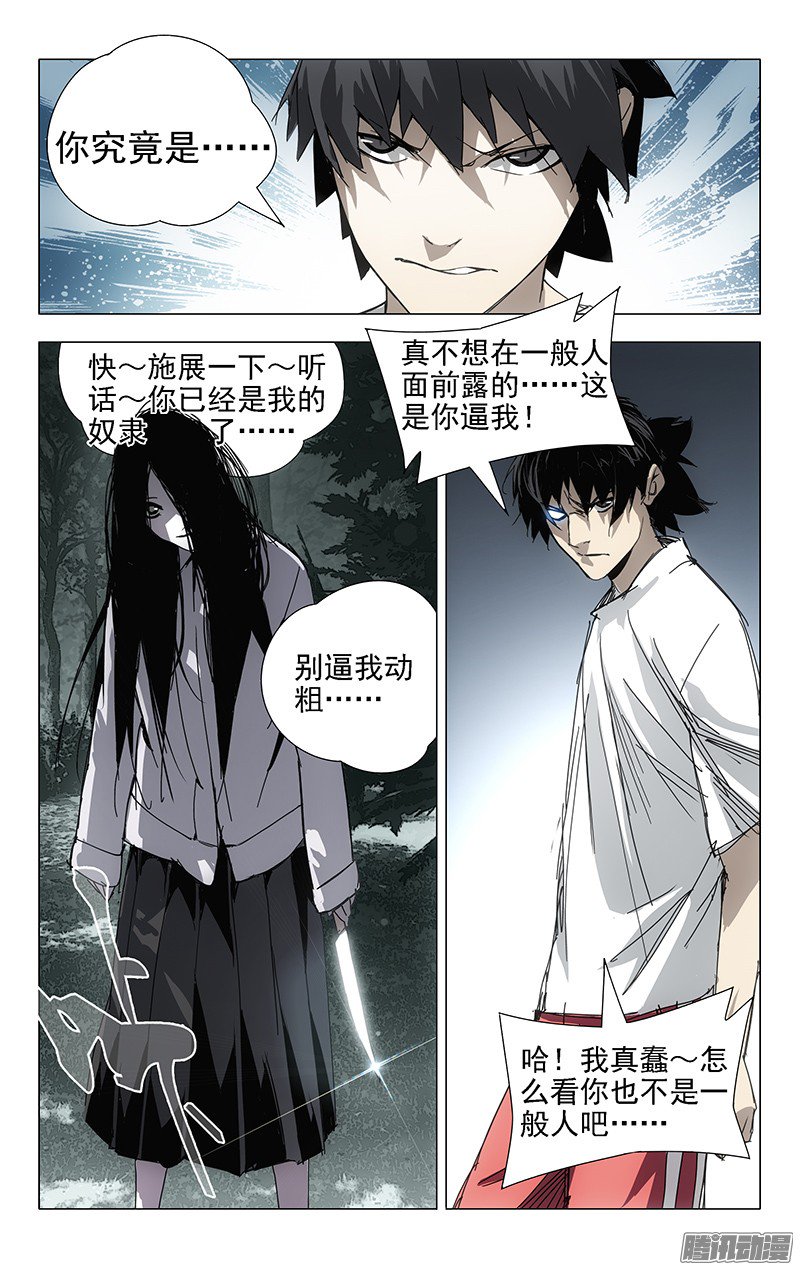 你究竟是……
快～施展一下～听
话～你已经是我的
奴隶 了……
真不想在一般人
面前露的……这
是你逼我！
别逼我动
粗……
哈！我真蠢～怎
么看你也不是一
般人吧……
腾讯动漫